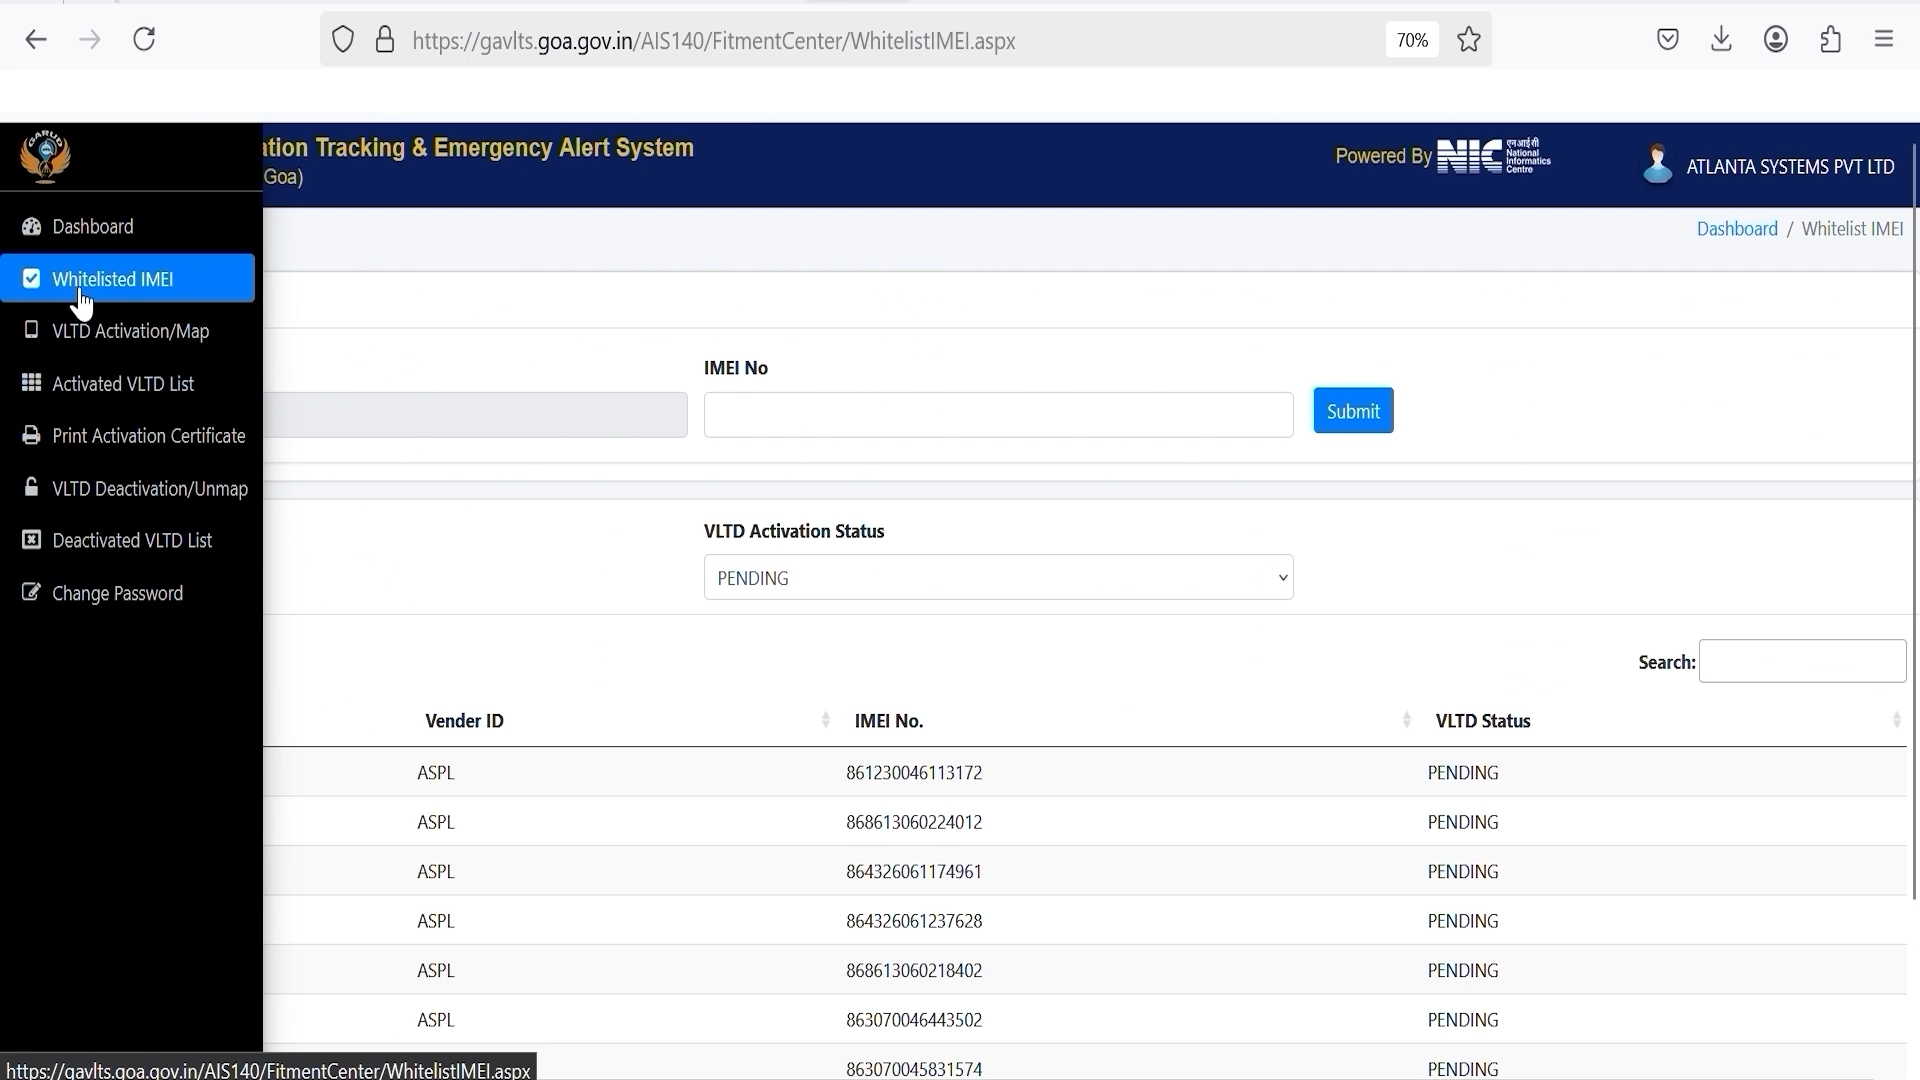 https://gavlts.goa.gov.in/AIS140/FitmentCenter/WhitelistIMEI.aspx
70%
GARUD
ation Tracking & Emergency Alert System
Goa)
Powered By NIC एनआईसी National Informatics Centre
ATLANTA SYSTEMS PVT LTD
Dashboard / Whitelist IMEI
Dashboard
Whitelisted IMEI
VLTD Activation/Map
Activated VLTD List
Print Activation Certificate
VLTD Deactivation/Unmap
Deactivated VLTD List
Change Password
IMEI No
Submit
VLTD Activation Status
PENDING
Search:
Vender ID IMEI No. VLTD Status
ASPL 861230046113172 PENDING
ASPL 868613060224012 PENDING
ASPL 864326061174961 PENDING
ASPL 864326061237628 PENDING
ASPL 868613060218402 PENDING
ASPL 863070046443502 PENDING
863070045831574 PENDING
https://gavlts.goa.gov.in/AIS140/FitmentCenter/WhitelistIMEI.aspx